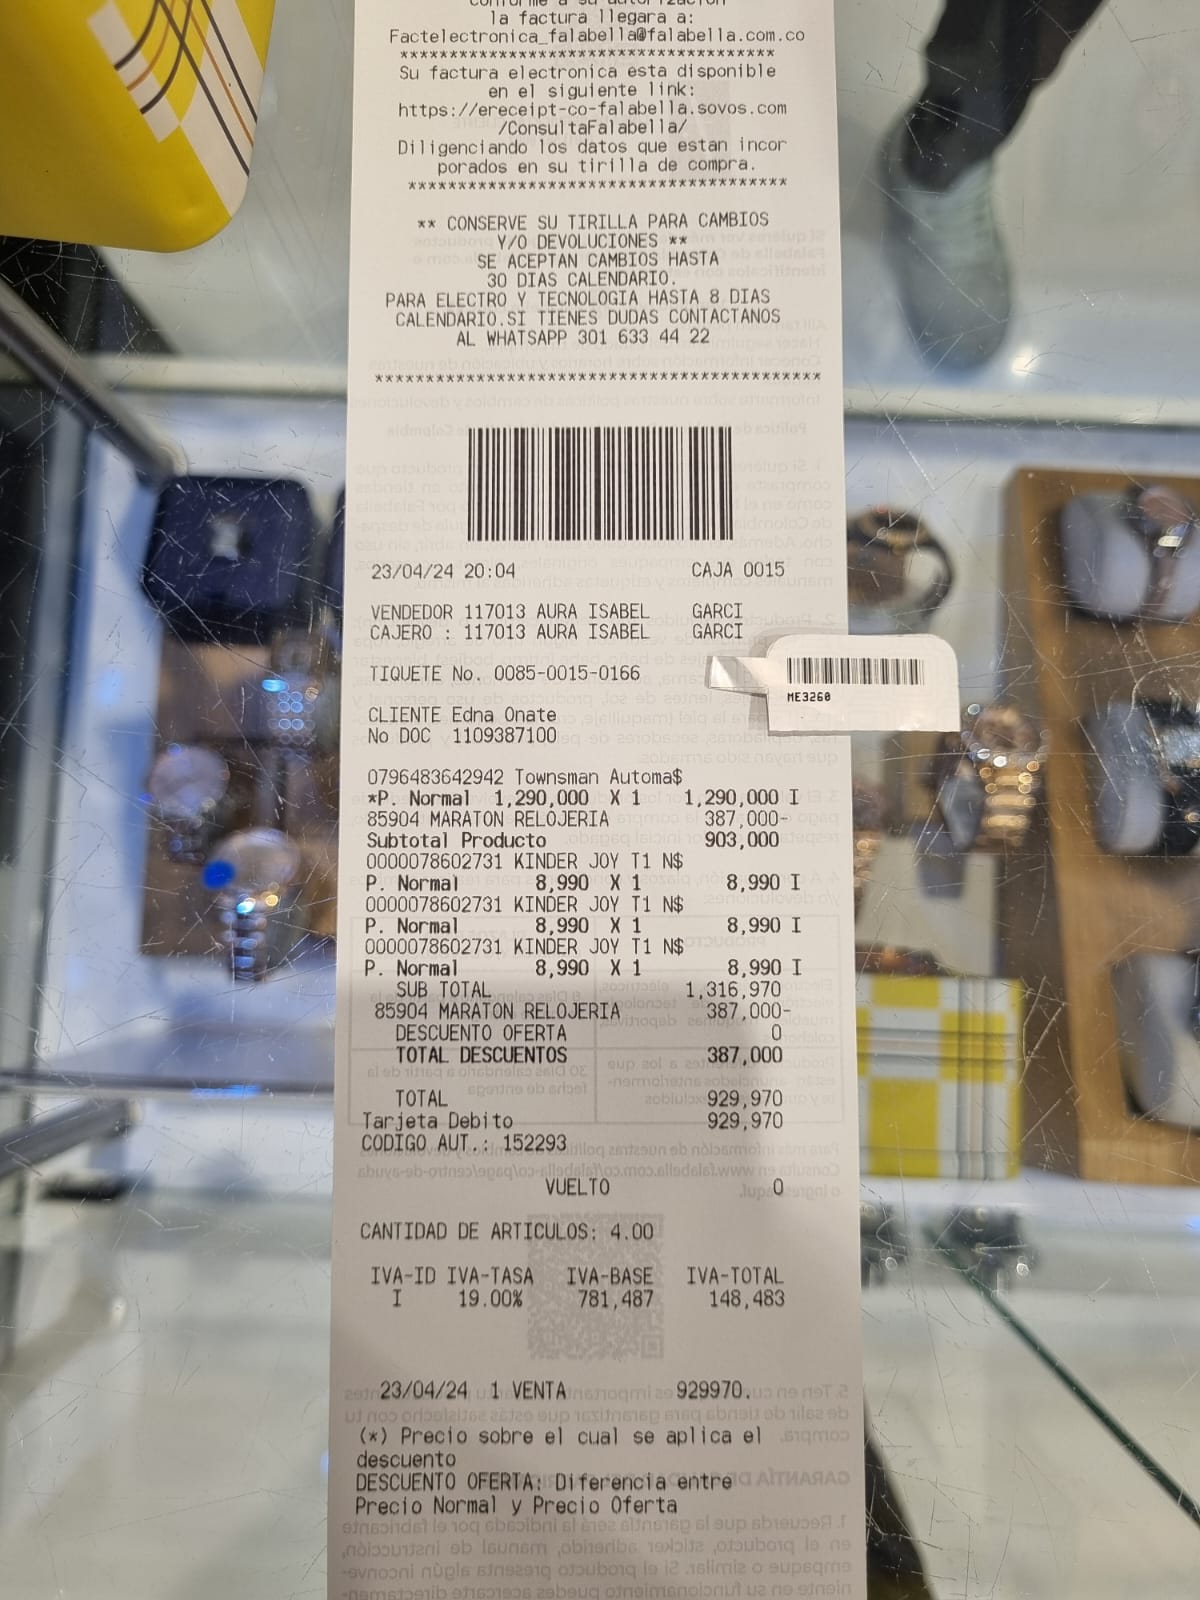 conforme a su autorización
la factura llegara a:
Factelectronica_falabella@falabella.com.co
************************************
Su factura electronica esta disponible
en el siguiente link:
https://ereceipt-co-falabella.sovos.com
/ConsultaFalabella/
Diligenciando los datos que estan incor
porados en su tirilla de compra.
************************************
** CONSERVE SU TIRILLA PARA CAMBIOS
Y/O DEVOLUCIONES **
SE ACEPTAN CAMBIOS HASTA
30 DIAS CALENDARIO.
PARA ELECTRO Y TECNOLOGIA HASTA 8 DIAS
CALENDARIO.SI TIENES DUDAS CONTACTANOS
AL WHATSAPP 301 633 44 22
********************************************
23/04/24 20:04 CAJA 0015
VENDEDOR 117013 AURA ISABEL GARCI
CAJERO : 117013 AURA ISABEL GARCI
TIQUETE No. 0085-0015-0166
ME3260
CLIENTE Edna Onate
No DOC 1109387100
0796483642942 Townsman Automa$
*P. Normal 1,290,000 X 1 1,290,000 I
85904 MARATON RELOJERIA 387,000-
Subtotal Producto 903,000
0000078602731 KINDER JOY T1 N$
P. Normal 8,990 X 1 8,990 I
0000078602731 KINDER JOY T1 N$
P. Normal 8,990 X 1 8,990 I
0000078602731 KINDER JOY T1 N$
P. Normal 8,990 X 1 8,990 I
SUB TOTAL 1,316,970
85904 MARATON RELOJERIA 387,000-
DESCUENTO OFERTA 0
TOTAL DESCUENTOS 387,000
TOTAL 929,970
Tarjeta Debito 929,970
CODIGO AUT.: 152293
VUELTO 0
CANTIDAD DE ARTICULOS: 4.00
IVA-ID IVA-TASA IVA-BASE IVA-TOTAL
I 19.00% 781,487 148,483
23/04/24 1 VENTA 929970.
(*) Precio sobre el cual se aplica el
descuento
DESCUENTO OFERTA: Diferencia entre
Precio Normal y Precio Oferta